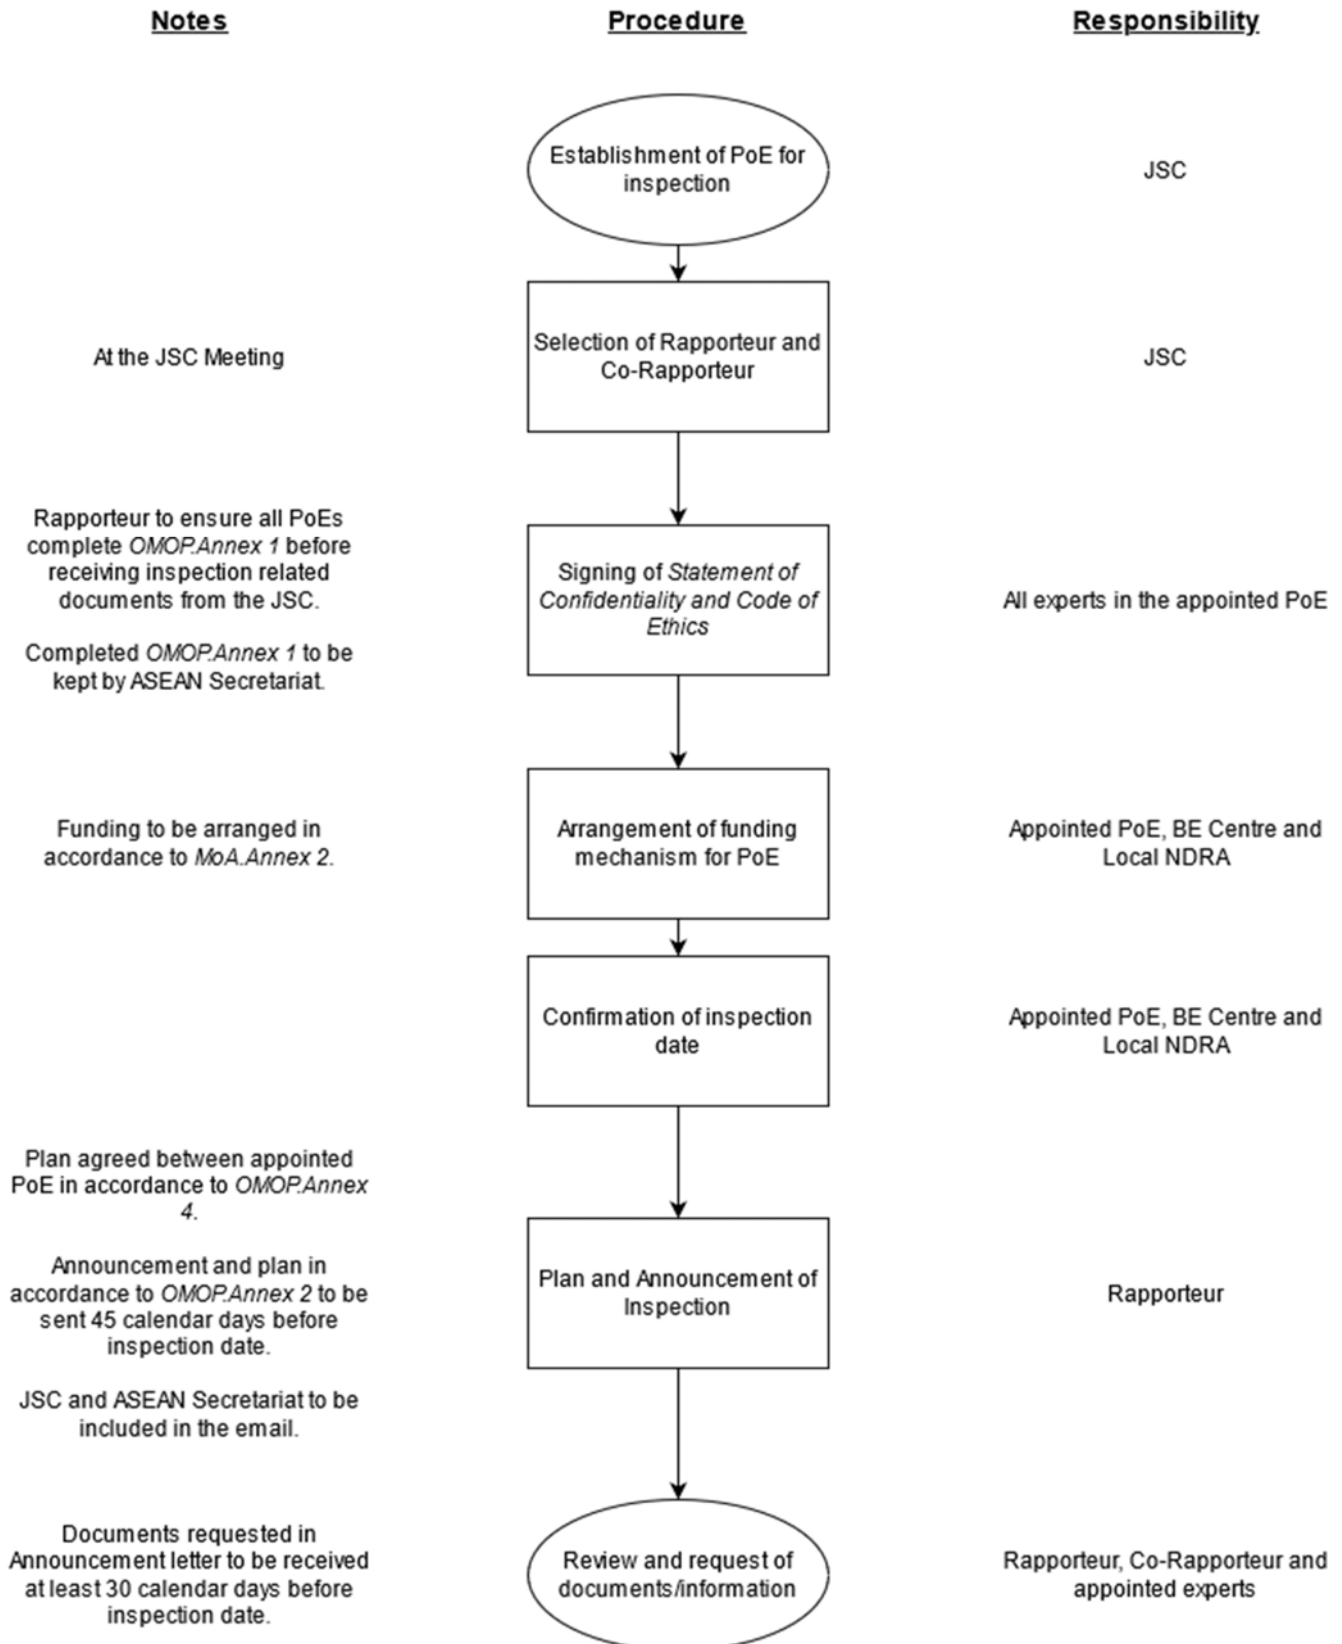 Notes
Procedure
Responsibility
Establishment of PoE for
inspection
JSC
At the JSC Meeting
Selection of Rapporteur and
Co-Rapporteur
JSC
Rapporteur to ensure all PoEs
complete OMOP.Annex 1 before
receiving inspection related
documents from the JSC.
Completed OMOP.Annex 1 to be
kept by ASEAN Secretariat.
Signing of Statement of
Confidentiality and Code of
Ethics
All experts in the appointed PoE
Funding to be arranged in
accordance to MoA.Annex 2.
Arrangement of funding
mechanism for PoE
Appointed PoE, BE Centre and
Local NDRA
Confirmation of inspection
date
Appointed PoE, BE Centre and
Local NDRA
Plan agreed between appointed
PoE in accordance to OMOP.Annex
4.
Announcement and plan in
accordance to OMOP.Annex 2 to be
sent 45 calendar days before
inspection date.
JSC and ASEAN Secretariat to be
included in the email.
Plan and Announcement of
Inspection
Rapporteur
Documents requested in
Announcement letter to be received
at least 30 calendar days before
inspection date.
Review and request of
documents/information
Rapporteur, Co-Rapporteur and
appointed experts